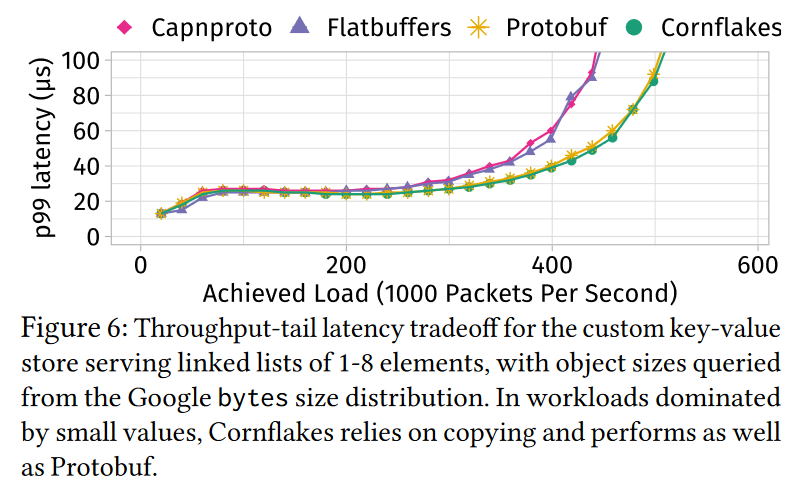 Capnproto Flatbuffers Protobuf Cornflakes
100
80
60
40
20
0
p99 latency (µs)
0 200 400 600
Achieved Load (1000 Packets Per Second)
Figure 6: Throughput-tail latency tradeoff for the custom key-value
store serving linked lists of 1-8 elements, with object sizes queried
from the Google bytes size distribution. In workloads dominated
by small values, Cornflakes relies on copying and performs as well
as Protobuf.